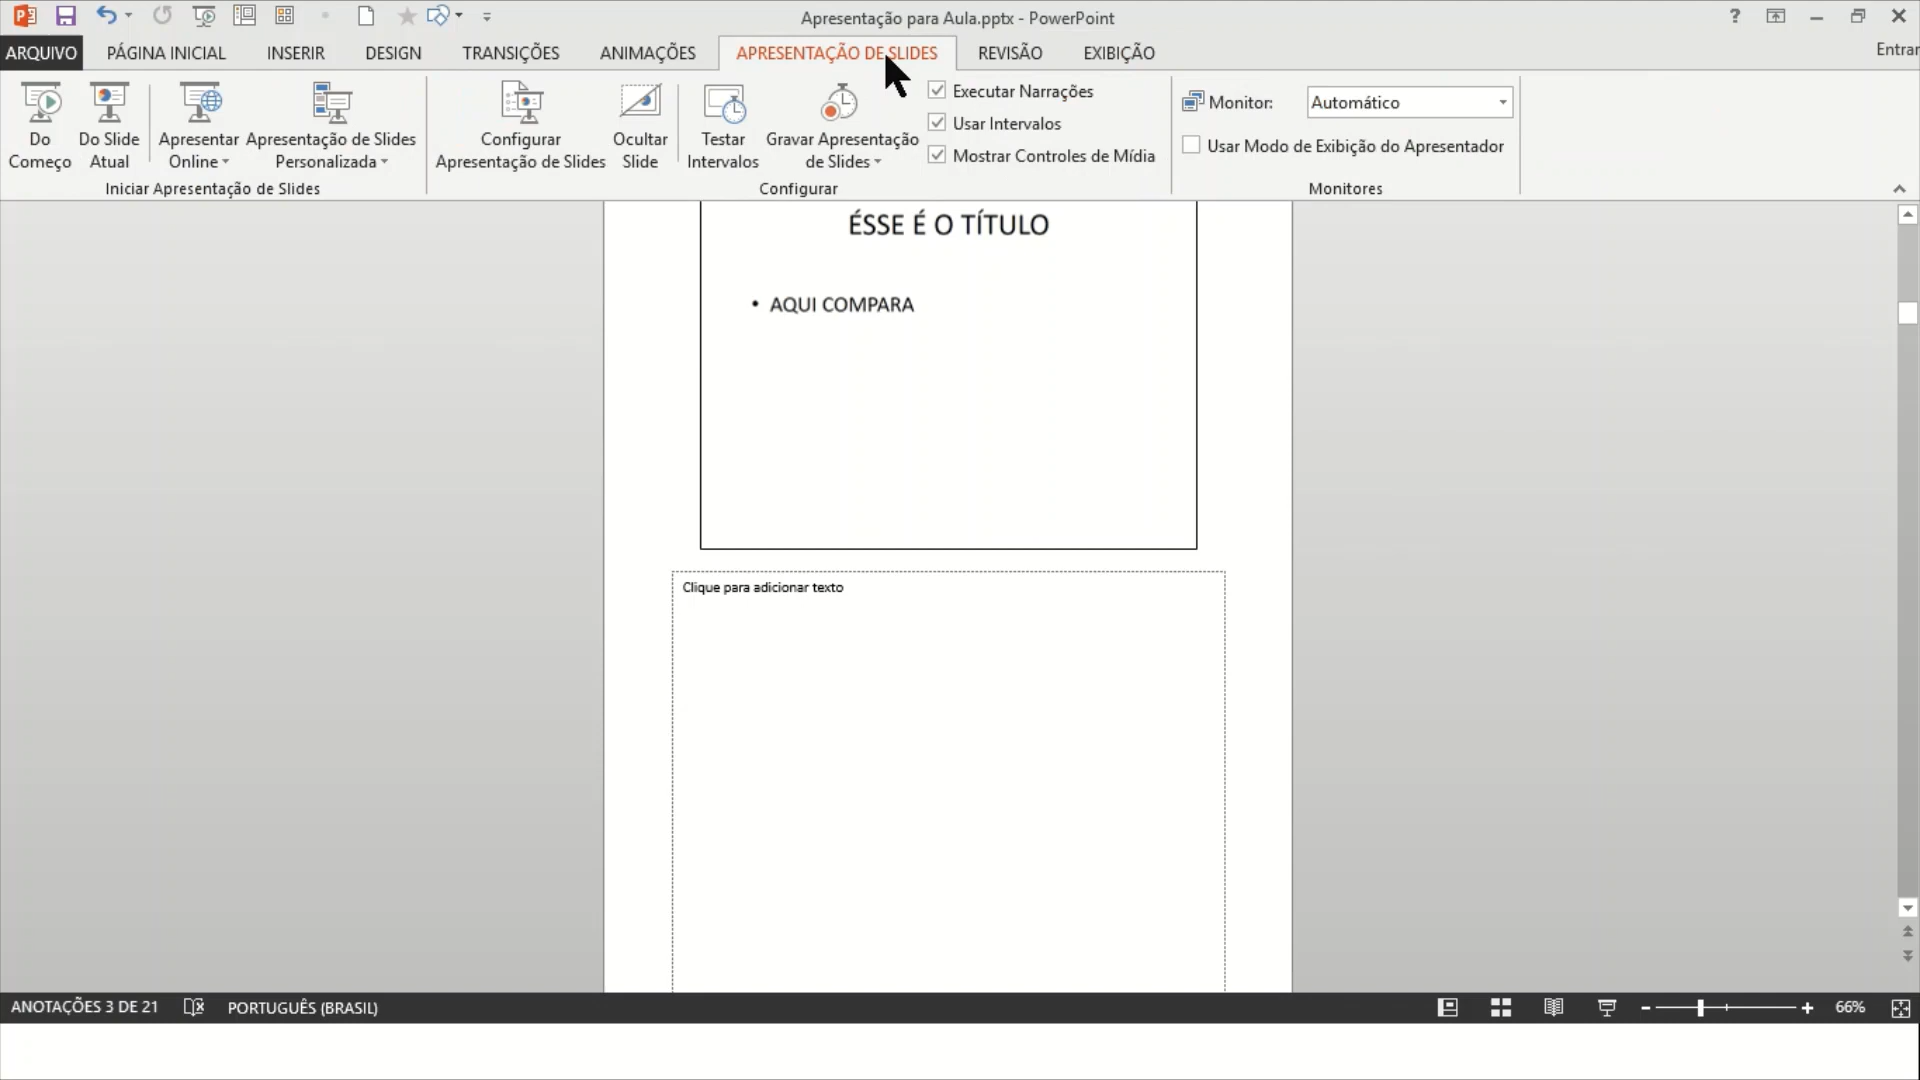 Apresentação para Aula.pptx - PowerPoint
ARQUIVO PÁGINA INICIAL INSERIR DESIGN TRANSIÇÕES ANIMAÇÕES APRESENTAÇÃO DE SLIDES REVISÃO EXIBIÇÃO Entrar
Do Começo
Do Slide Atual
Apresentar Online
Apresentação de Slides Personalizada
Iniciar Apresentação de Slides
Configurar Apresentação de Slides
Ocultar Slide
Testar Intervalos
Gravar Apresentação de Slides
Executar Narrações
Usar Intervalos
Mostrar Controles de Mídia
Configurar
Monitor: Automático
Usar Modo de Exibição do Apresentador
Monitores
ÉSSE É O TÍTULO
• AQUI COMPARA
Clique para adicionar texto
ANOTAÇÕES 3 DE 21 PORTUGUÊS (BRASIL) 66%